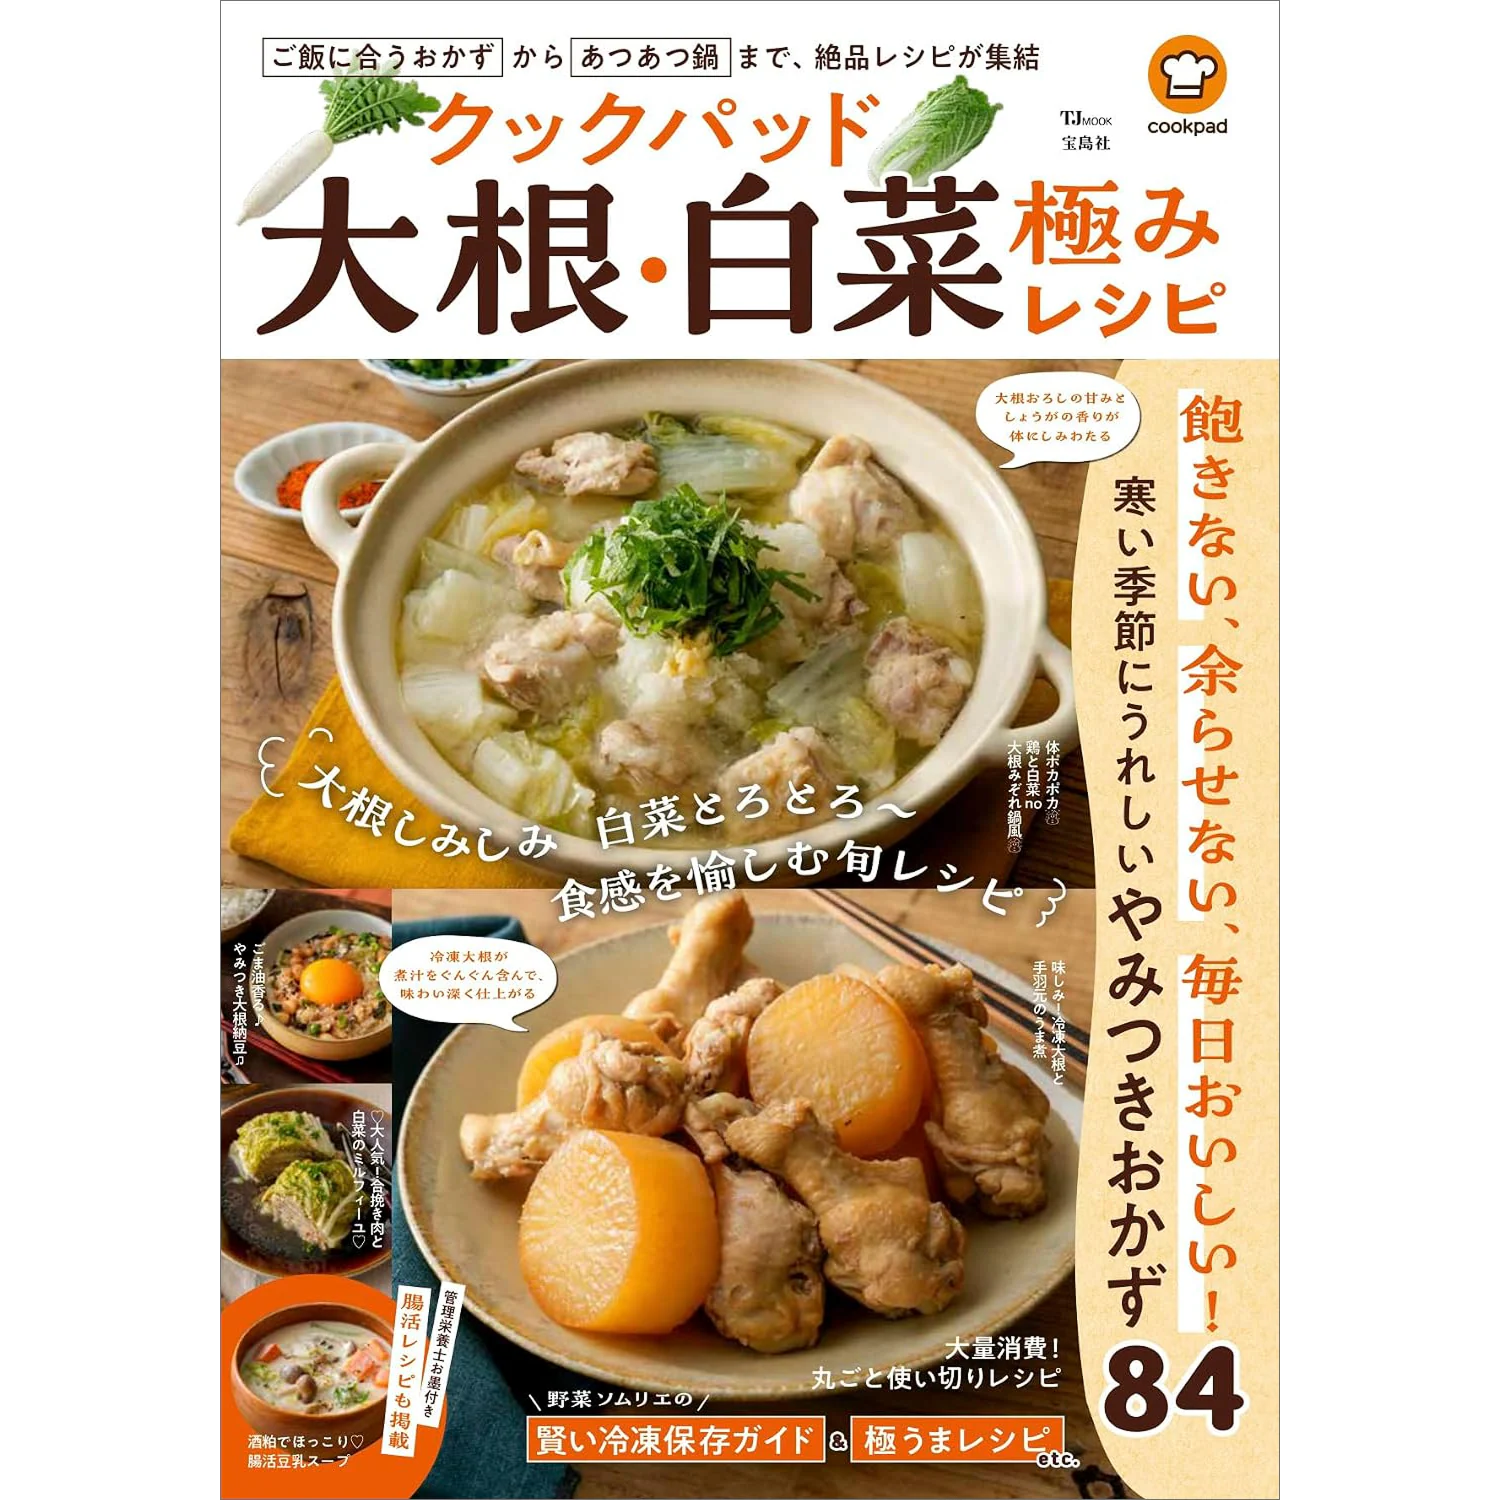 ご飯に合うおかず から あつあつ鍋 まで、絶品レシピが集結
クックパッド
TJMOOK
宝島社
cookpad
大根・白菜
極み
レシピ
大根おろしの甘みと
しょうがの香りが
体にしみわたる
飽きない、余らせない、毎日おいしい!
寒い季節にうれしいやみつきおかず
84
体ポカポカ
鶏と白菜no
大根みぞれ鍋風
大根しみしみ 白菜とろとろ〜
食感を愉しむ旬レシピ
ごま油香る♪
やみつき大根納豆♫
冷凍大根が
煮汁をぐんぐん含んで、
味わい深く仕上がる
味しみ!冷凍大根と
手羽元のうま煮
♡大人気!合挽き肉と
白菜のミルフィーユ♡
管理栄養士お墨付き
腸活レシピも掲載
酒粕でほっこり♡
腸活豆乳スープ
大量消費!
丸ごと使い切りレシピ
\ 野菜ソムリエの /
賢い冷凍保存ガイド & 極うまレシピ
etc.